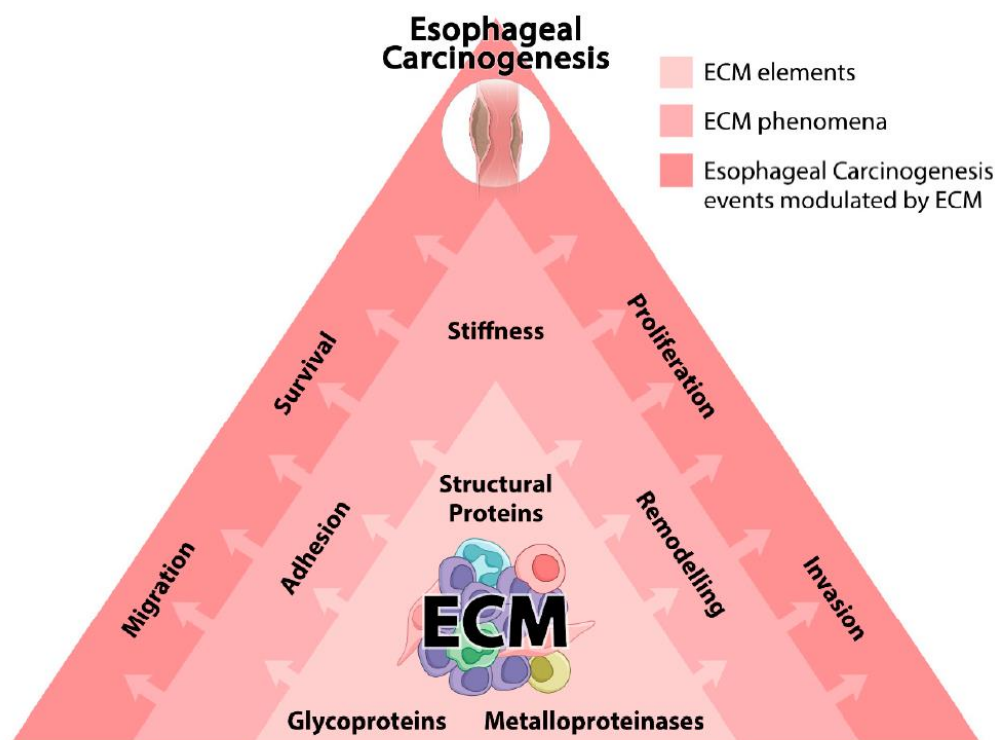 Esophageal
Carcinogenesis
ECM elements
ECM phenomena
Esophageal Carcinogenesis
events modulated by ECM
Stiffness
Survival
Proliferation
Structural
Proteins
Adhesion
Remodelling
Migration
Invasion
ECM
Glycoproteins
Metalloproteinases